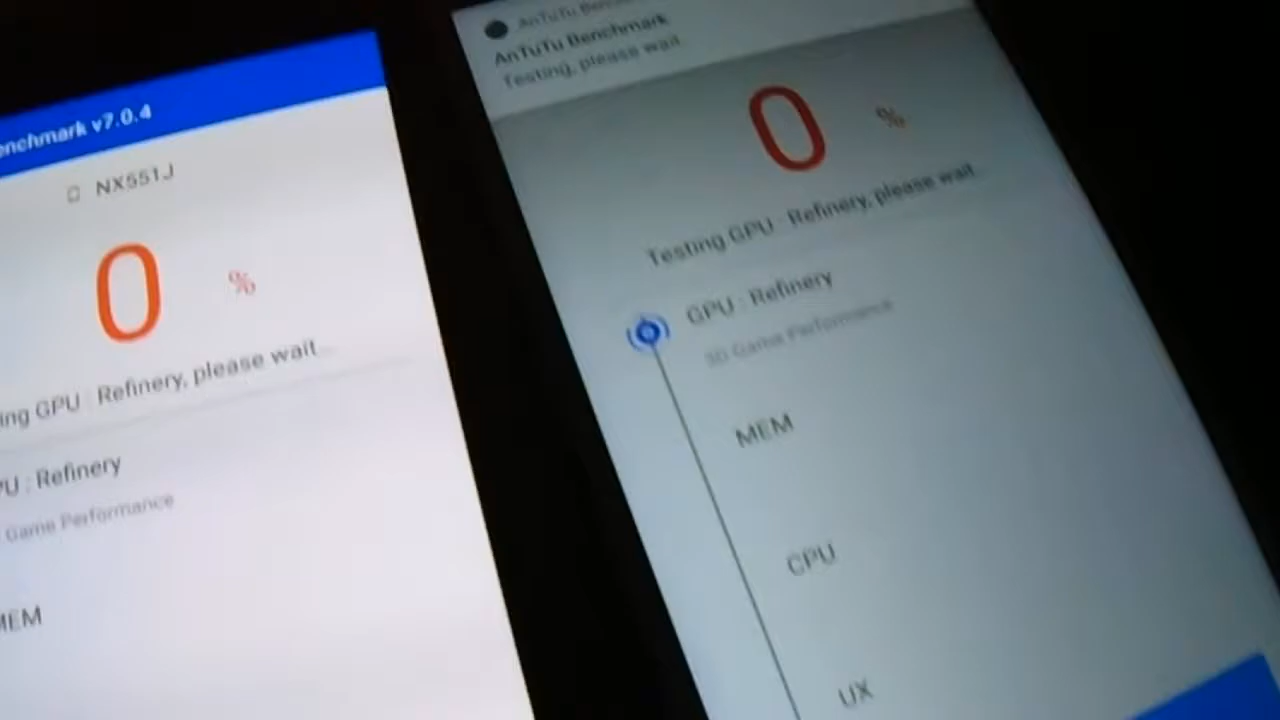 enchmark v7.0.4
NX551J
0 %
ing GPU : Refinery, please wait...
PU : Refinery
Game Performance
MEM
AnTuTu Benchmark
Testing, please wait
0 %
Testing GPU : Refinery, please wait...
GPU : Refinery
3D Game Performance
MEM
CPU
UX